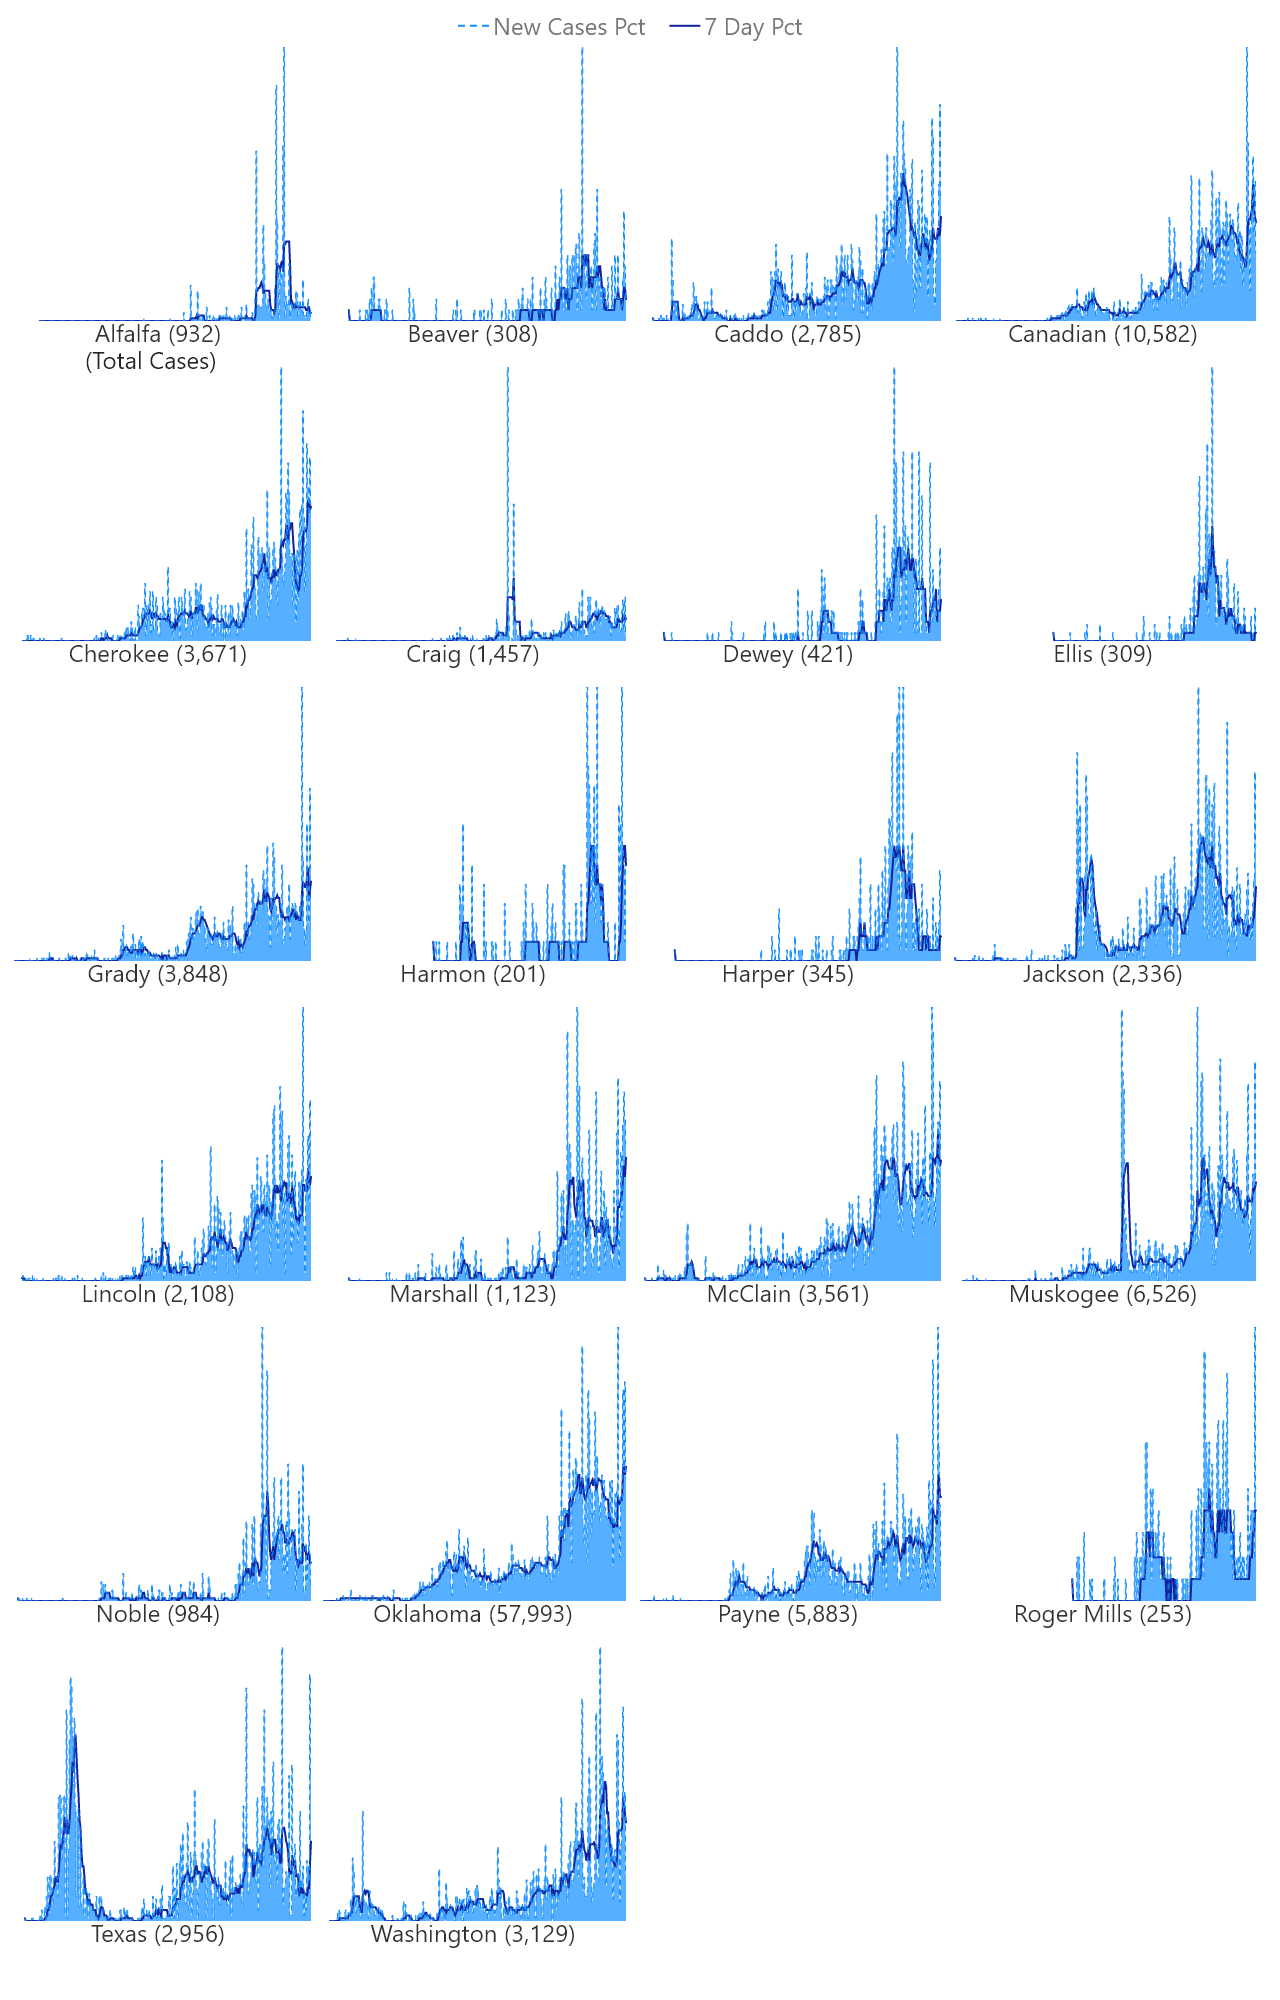 New Cases Pct 7 Day Pct
Alfalfa (932) Beaver (308) Caddo (2,785) Canadian (10,582)
(Total Cases)
Cherokee (3,671) Craig (1,457) Dewey (421) Ellis (309)
Grady (3,848) Harmon (201) Harper (345) Jackson (2,336)
Lincoln (2,108) Marshall (1,123) McClain (3,561) Muskogee (6,526)
Noble (984) Oklahoma (57,993) Payne (5,883) Roger Mills (253)
Texas (2,956) Washington (3,129)